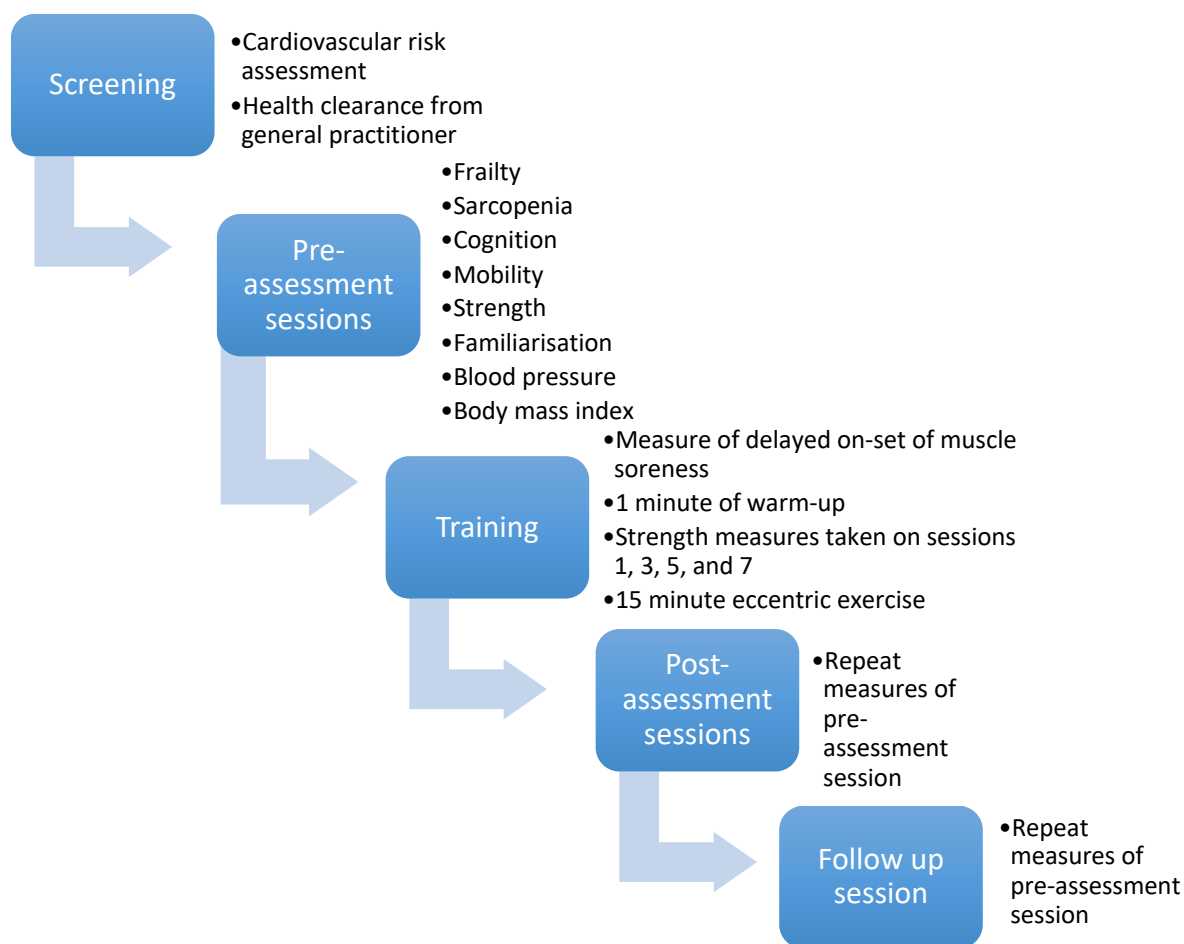 Screening
•Cardiovascular risk
assessment
•Health clearance from
general practitioner
Pre-
assessment
sessions
•Frailty
•Sarcopenia
•Cognition
•Mobility
•Strength
•Familiarisation
•Blood pressure
•Body mass index
Training
•Measure of delayed on-set of muscle
soreness
•1 minute of warm-up
•Strength measures taken on sessions
1, 3, 5, and 7
•15 minute eccentric exercise
Post-
assessment
sessions
•Repeat
measures of
pre-
assessment
session
Follow up
session
•Repeat
measures of
pre-assessment
session